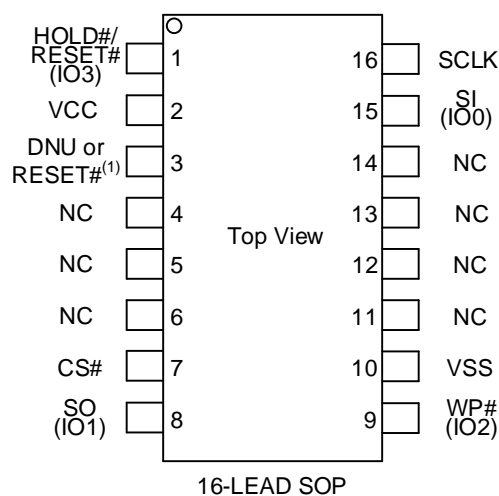 HOLD#/
RESET#
(IO3)
1
16
SCLK
VCC
2
15
SI
(IO0)
DNU or
RESET#(1)
3
14
NC
NC
4
13
NC
Top View
NC
5
12
NC
NC
6
11
NC
CS#
7
10
VSS
SO
(IO1)
8
9
WP#
(IO2)
16-LEAD SOP